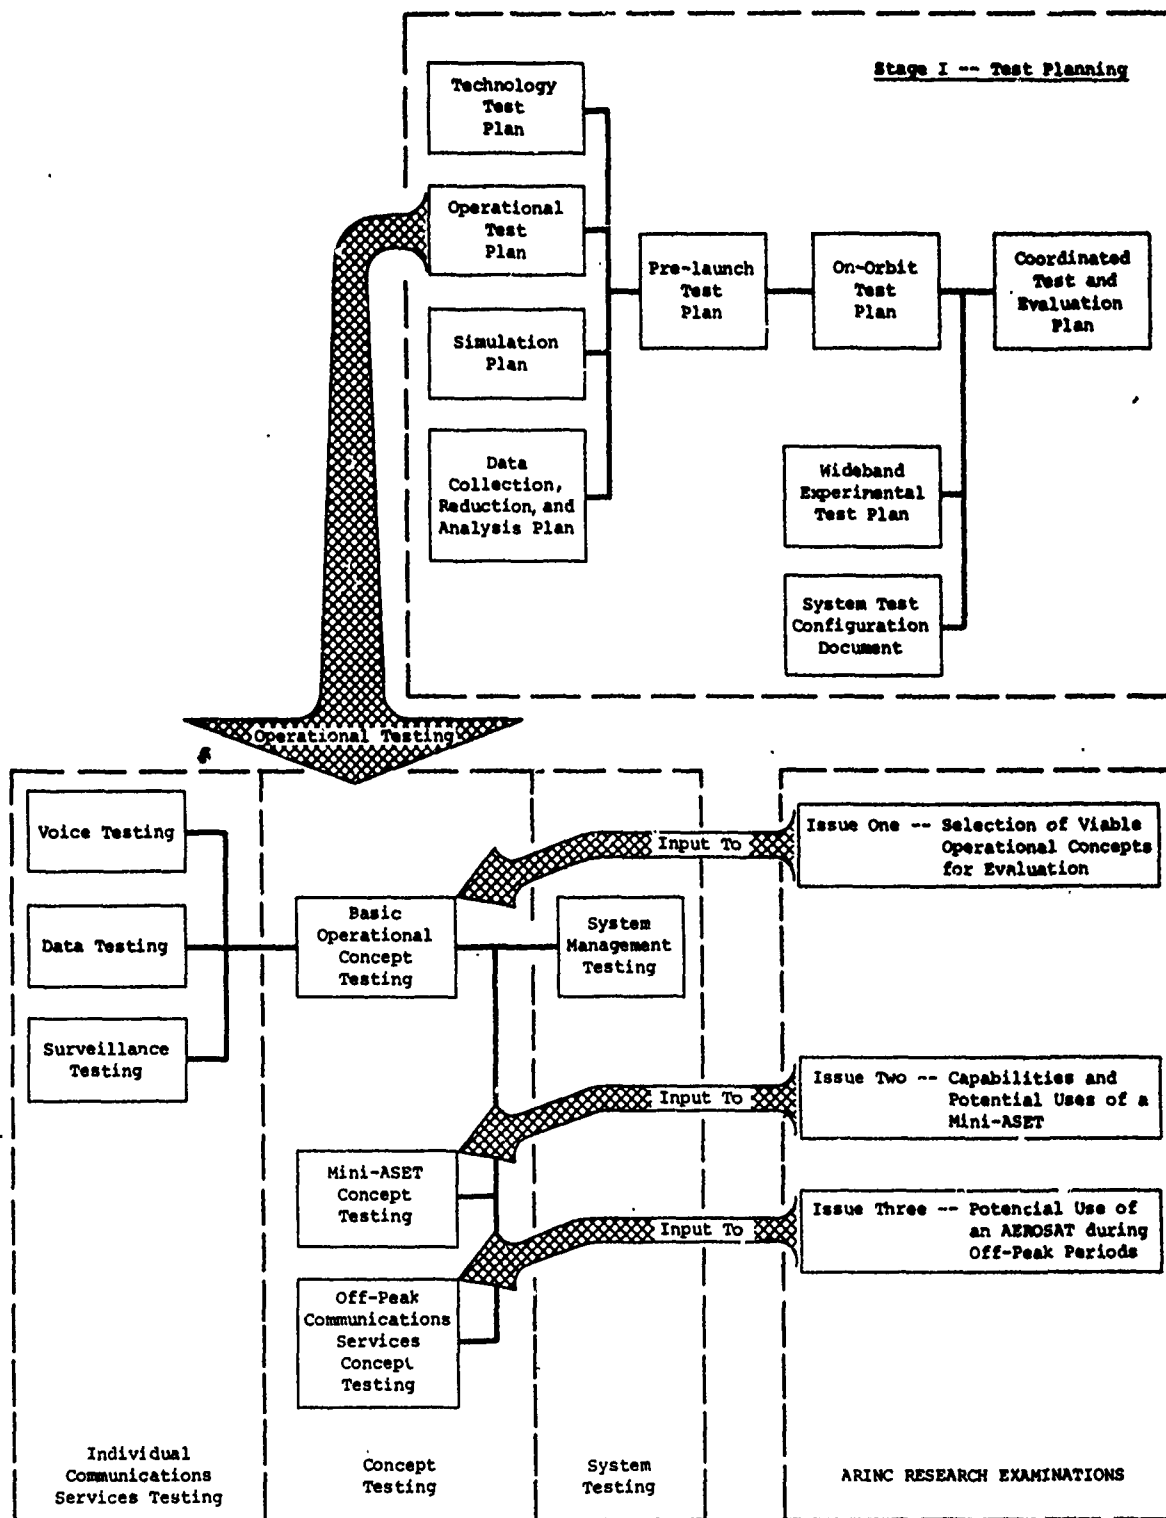 Stage I -- Test Planning
Technology
Test
Plan
Operational
Test
Plan
Simulation
Plan
Data
Collection,
Reduction, and
Analysis Plan
Pre-launch
Test
Plan
On-Orbit
Test
Plan
Coordinated
Test and
Evaluation
Plan
Wideband
Experimental
Test Plan
System Test
Configuration
Document
Operational Testing
Voice Testing
Data Testing
Surveillance
Testing
Basic
Operational
Concept
Testing
System
Management
Testing
Mini-ASET
Concept
Testing
Off-Peak
Communications
Services
Concept
Testing
Input To
Issue One -- Selection of Viable
Operational Concepts
for Evaluation
Input To
Issue Two -- Capabilities and
Potential Uses of a
Mini-ASET
Input To
Issue Three -- Potencial Use of
an AEROSAT during
Off-Peak Periods
Individual
Communications
Services Testing
Concept
Testing
System
Testing
ARINC RESEARCH EXAMINATIONS